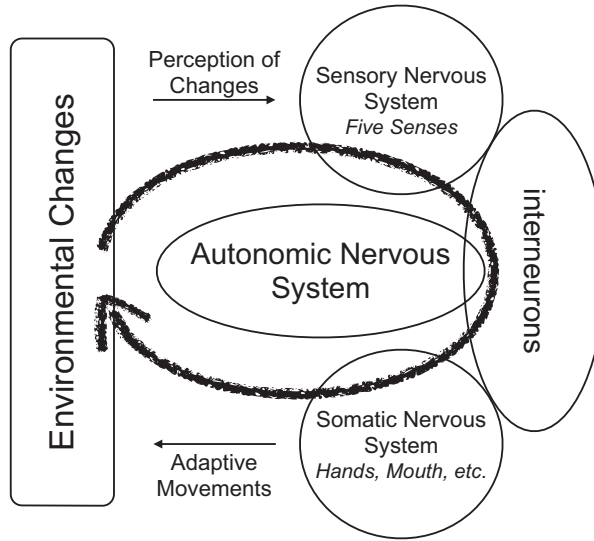 Environmental Changes
Perception of
Changes
Sensory Nervous
System
Five Senses
interneurons
Autonomic Nervous
System
Somatic Nervous
System
Hands, Mouth, etc.
Adaptive
Movements